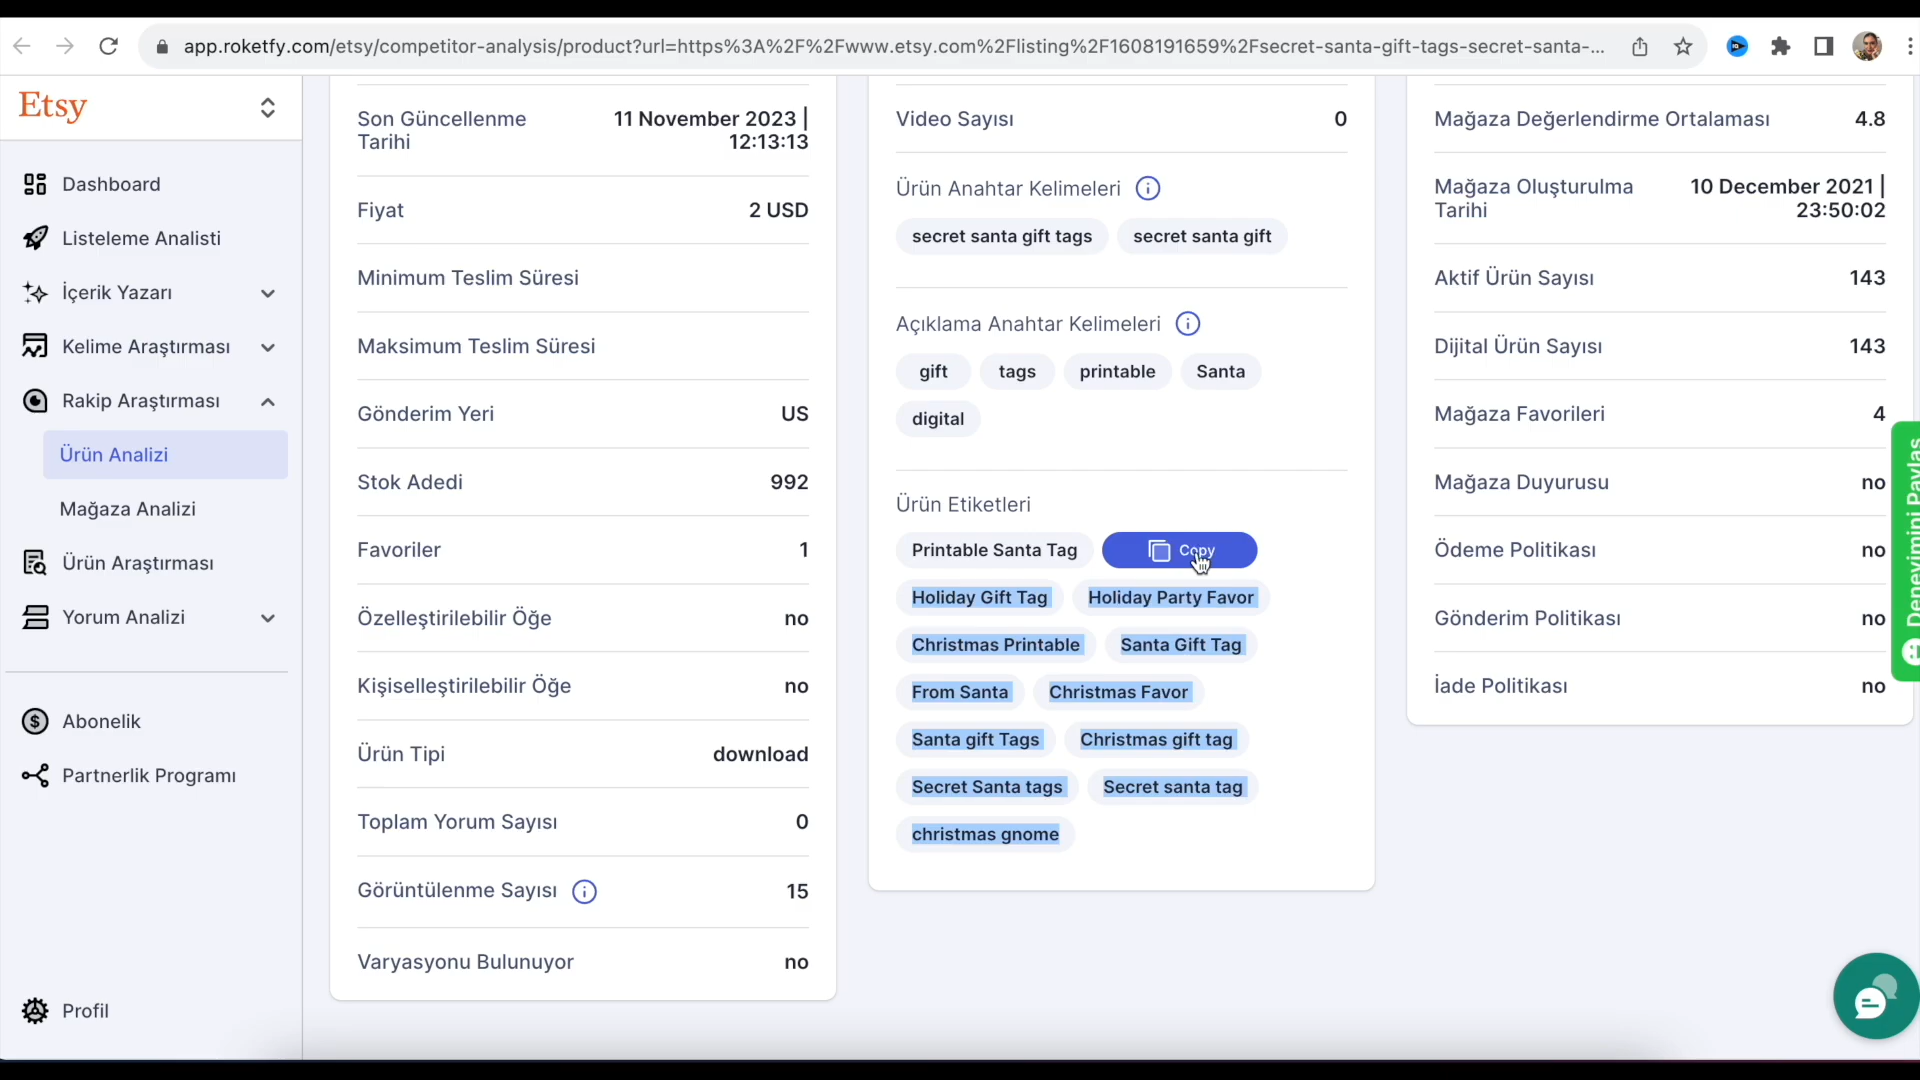 app.roketfy.com/etsy/competitor-analysis/product?url=https%3A%2F%2Fwww.etsy.com%2Flisting%2F1608191659%2Fsecret-santa-gift-tags-secret-santa-...
Etsy
Dashboard
Listeleme Analisti
İçerik Yazarı
Kelime Araştırması
Rakip Araştırması
Ürün Analizi
Mağaza Analizi
Ürün Araştırması
Yorum Analizi
Abonelik
Partnerlik Programı
Profil
Son Güncellenme Tarihi 11 November 2023 | 12:13:13
Fiyat 2 USD
Minimum Teslim Süresi
Maksimum Teslim Süresi
Gönderim Yeri US
Stok Adedi 992
Favoriler 1
Özelleştirilebilir Öğe no
Kişiselleştirilebilir Öğe no
Ürün Tipi download
Toplam Yorum Sayısı 0
Görüntülenme Sayısı 15
Varyasyonu Bulunuyor no
Video Sayısı 0
Ürün Anahtar Kelimeleri
secret santa gift tags secret santa gift
Açıklama Anahtar Kelimeleri
gift tags printable Santa
digital
Ürün Etiketleri
Printable Santa Tag Copy
Holiday Gift Tag Holiday Party Favor
Christmas Printable Santa Gift Tag
From Santa Christmas Favor
Santa gift Tags Christmas gift tag
Secret Santa tags Secret santa tag
christmas gnome
Mağaza Değerlendirme Ortalaması 4.8
Mağaza Oluşturulma Tarihi 10 December 2021 | 23:50:02
Aktif Ürün Sayısı 143
Dijital Ürün Sayısı 143
Mağaza Favorileri 4
Mağaza Duyurusu no
Ödeme Politikası no
Gönderim Politikası no
İade Politikası no
Deneyimini Paylaş